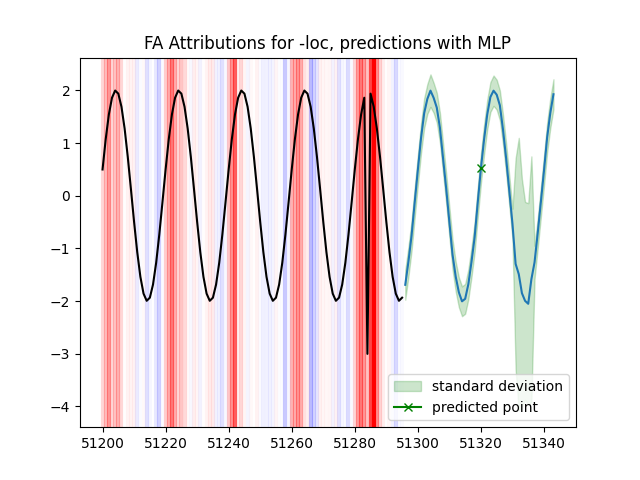 FA Attributions for -loc, predictions with MLP
2
1
0
−1
−2
−3
−4
standard deviation
predicted point
51200 51220 51240 51260 51280 51300 51320 51340